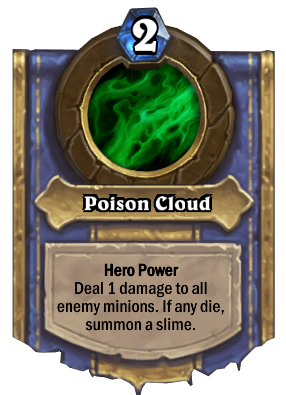 2
Poison Cloud
Hero Power
Deal 1 damage to all
enemy minions. If any die,
summon a slime.